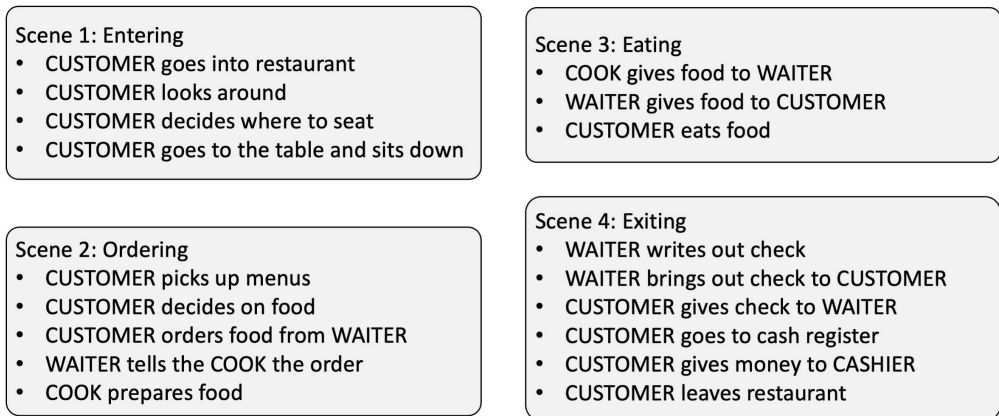 Scene 1: Entering
• CUSTOMER goes into restaurant
• CUSTOMER looks around
• CUSTOMER decides where to seat
• CUSTOMER goes to the table and sits down
Scene 2: Ordering
• CUSTOMER picks up menus
• CUSTOMER decides on food
• CUSTOMER orders food from WAITER
• WAITER tells the COOK the order
• COOK prepares food
Scene 3: Eating
• COOK gives food to WAITER
• WAITER gives food to CUSTOMER
• CUSTOMER eats food
Scene 4: Exiting
• WAITER writes out check
• WAITER brings out check to CUSTOMER
• CUSTOMER gives check to WAITER
• CUSTOMER goes to cash register
• CUSTOMER gives money to CASHIER
• CUSTOMER leaves restaurant